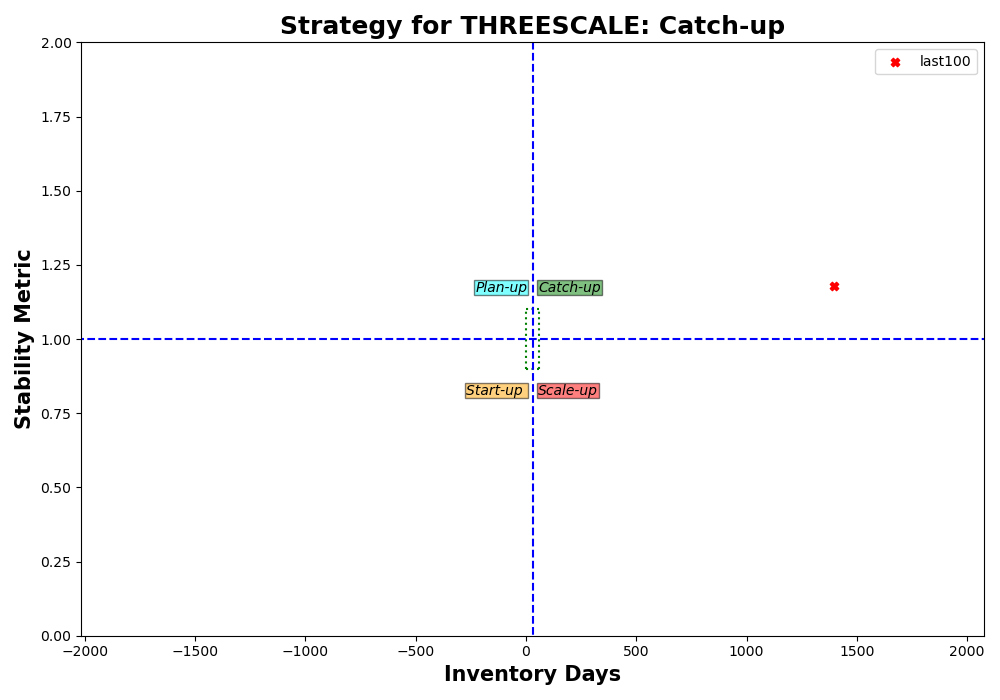 Strategy for THREESCALE: Catch-up
last100
2.00
1.75
1.50
1.25
1.00
0.75
0.50
0.25
0.00
Stability Metric
Plan-up
Catch-up
Start-up
Scale-up
−2000
−1500
−1000
−500
0
500
1000
1500
2000
Inventory Days